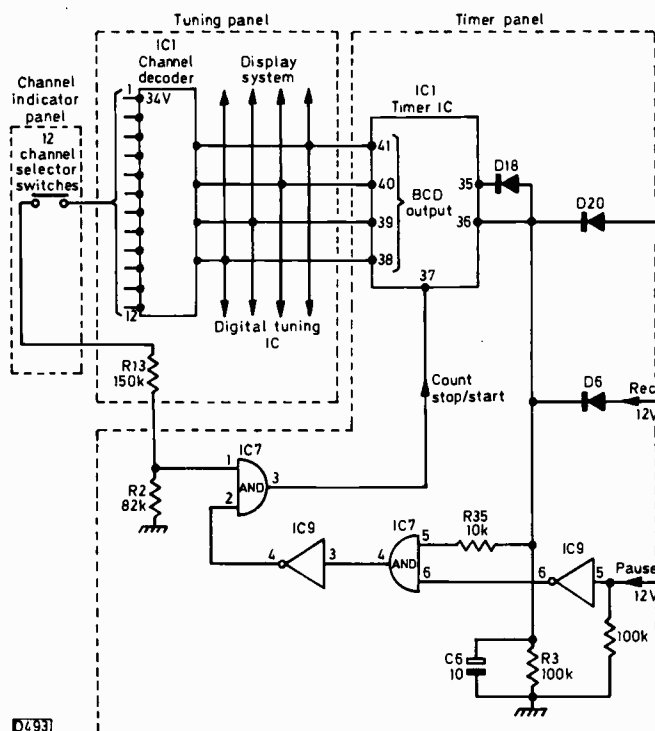 Tuning panel
Timer panel
IC1
Channel
decoder
Display
system
Channel
indicator
panel
12
channel
selector
switches
1
34V
12
IC1
Timer IC
41
40
39
38
BCD
output
35
36
37
D18
D20
Digital tuning
IC
R13
150k
Count
stop/start
D6
Rec
12V
R2
82k
IC7
1
2
AND
3
IC9
4
3
IC7
4
AND
5
6
R35
10k
IC9
6
5
Pause
12V
100k
C6
10
R3
100k
D493